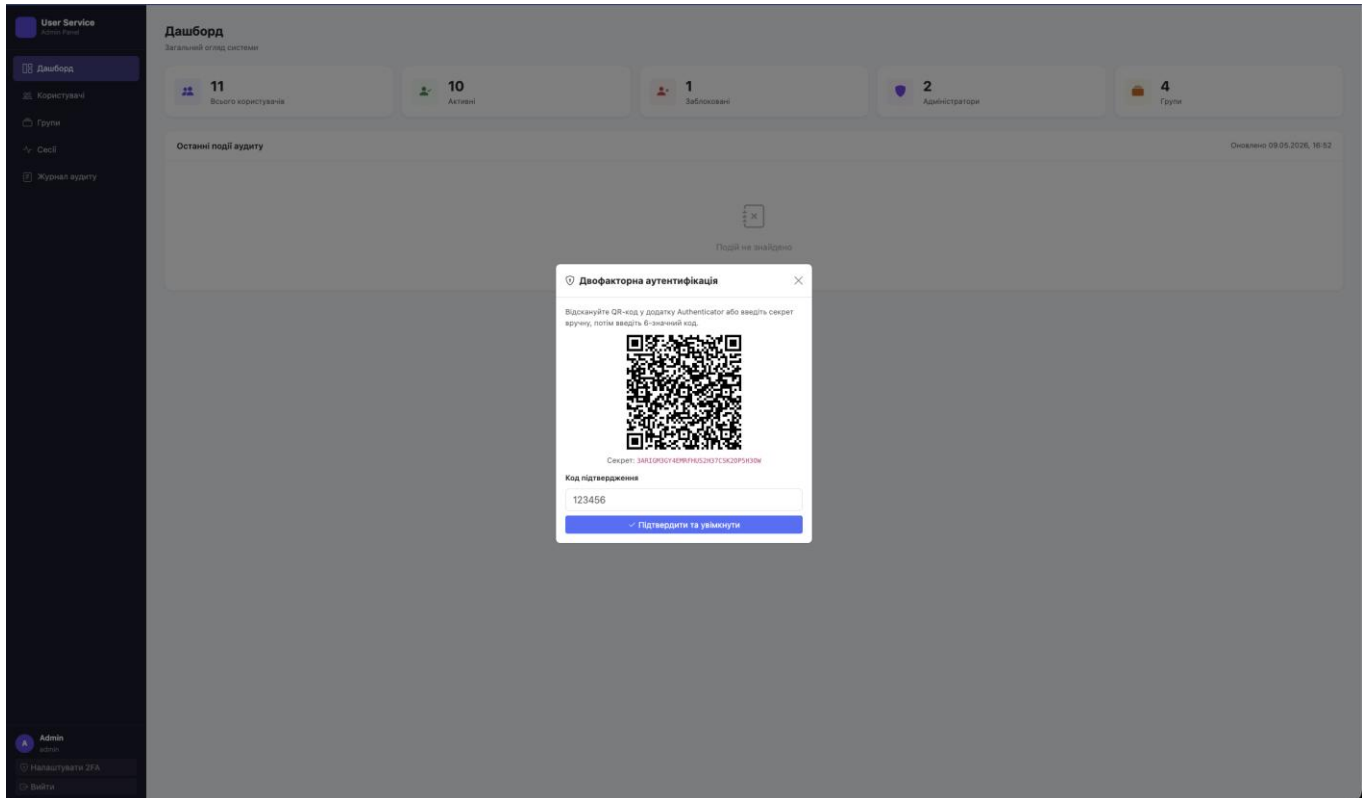 User Service
Admin Panel
Дашборд
Користувачі
Групи
Сесії
Журнал аудиту
Дашборд
Загальний огляд системи
11
Всього користувачів
10
Активні
1
Заблоковані
2
Адміністратори
4
Групи
Останні події аудиту
Оновлено 09.05.2026, 16:52
Подій не знайдено
Двофакторна аутентифікація
Відскануйте QR-код у додатку Authenticator або введіть секрет
вручну, потім введіть 6-значний код.
Секрет:
Код підтвердження
123456
Підтвердити та увімкнути
A
Admin
admin
Налаштувати 2FA
Вийти